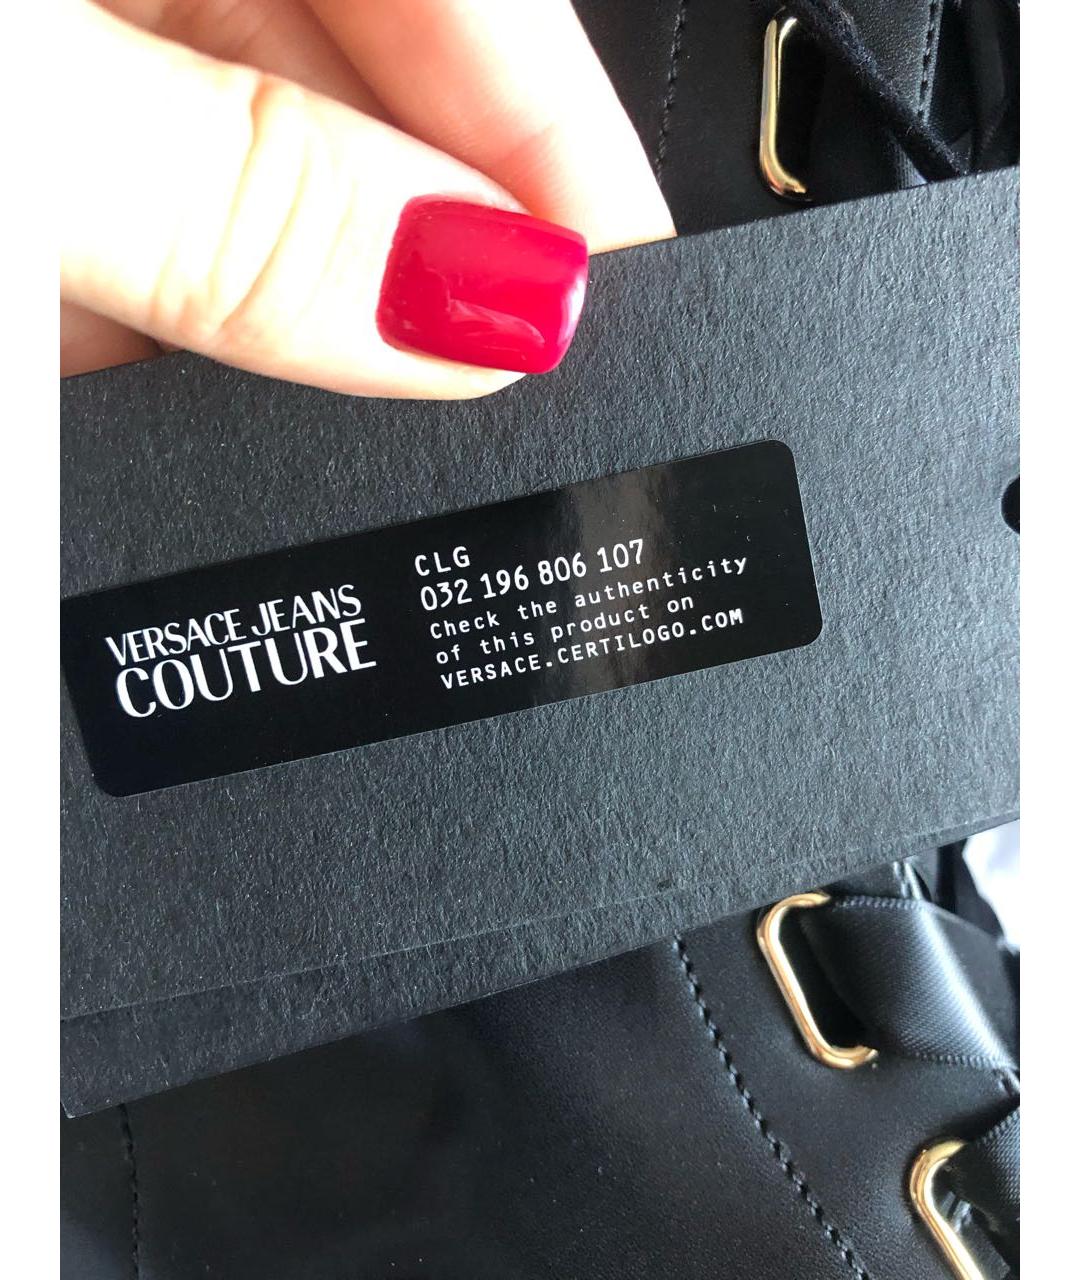 VERSACE JEANS
COUTURE
CLG
032 196 806 107
Check the authenticity
of this product on
VERSACE.CERTILOGO.COM